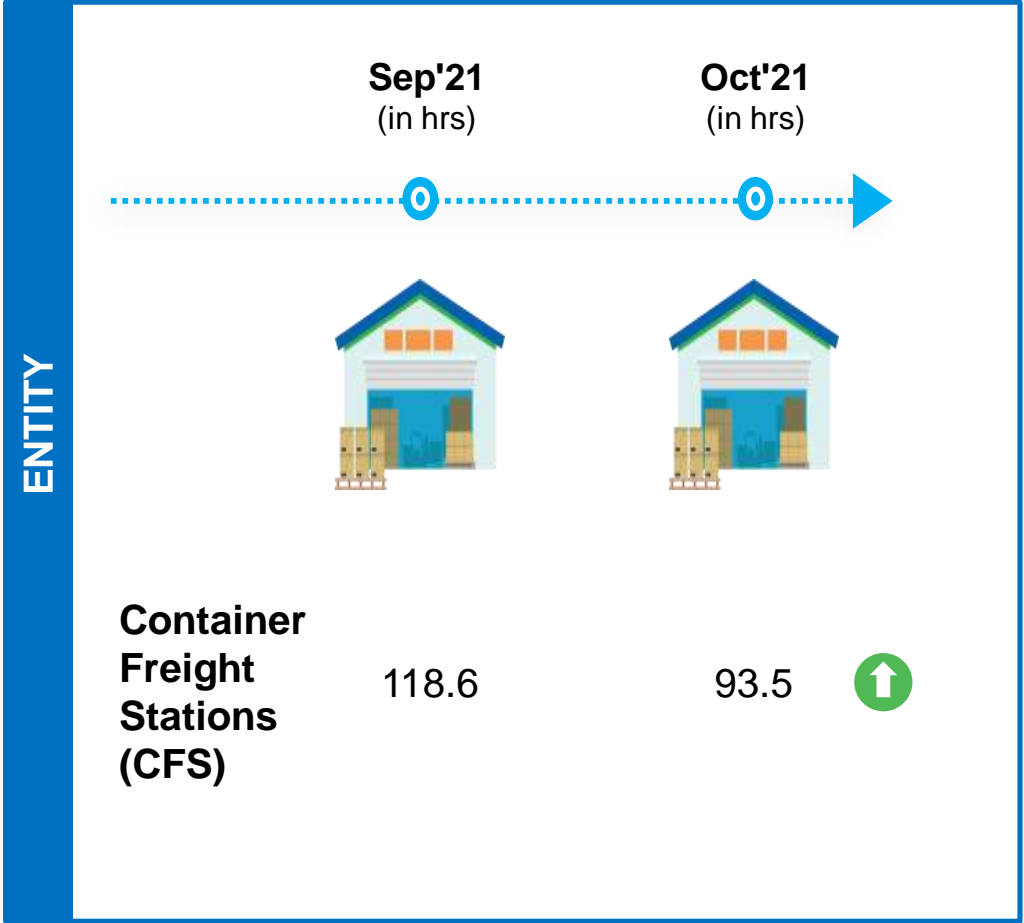 Sep'21
(in hrs)
Oct'21
(in hrs)
ENTITY
Container
Freight
Stations
(CFS)
118.6
93.5